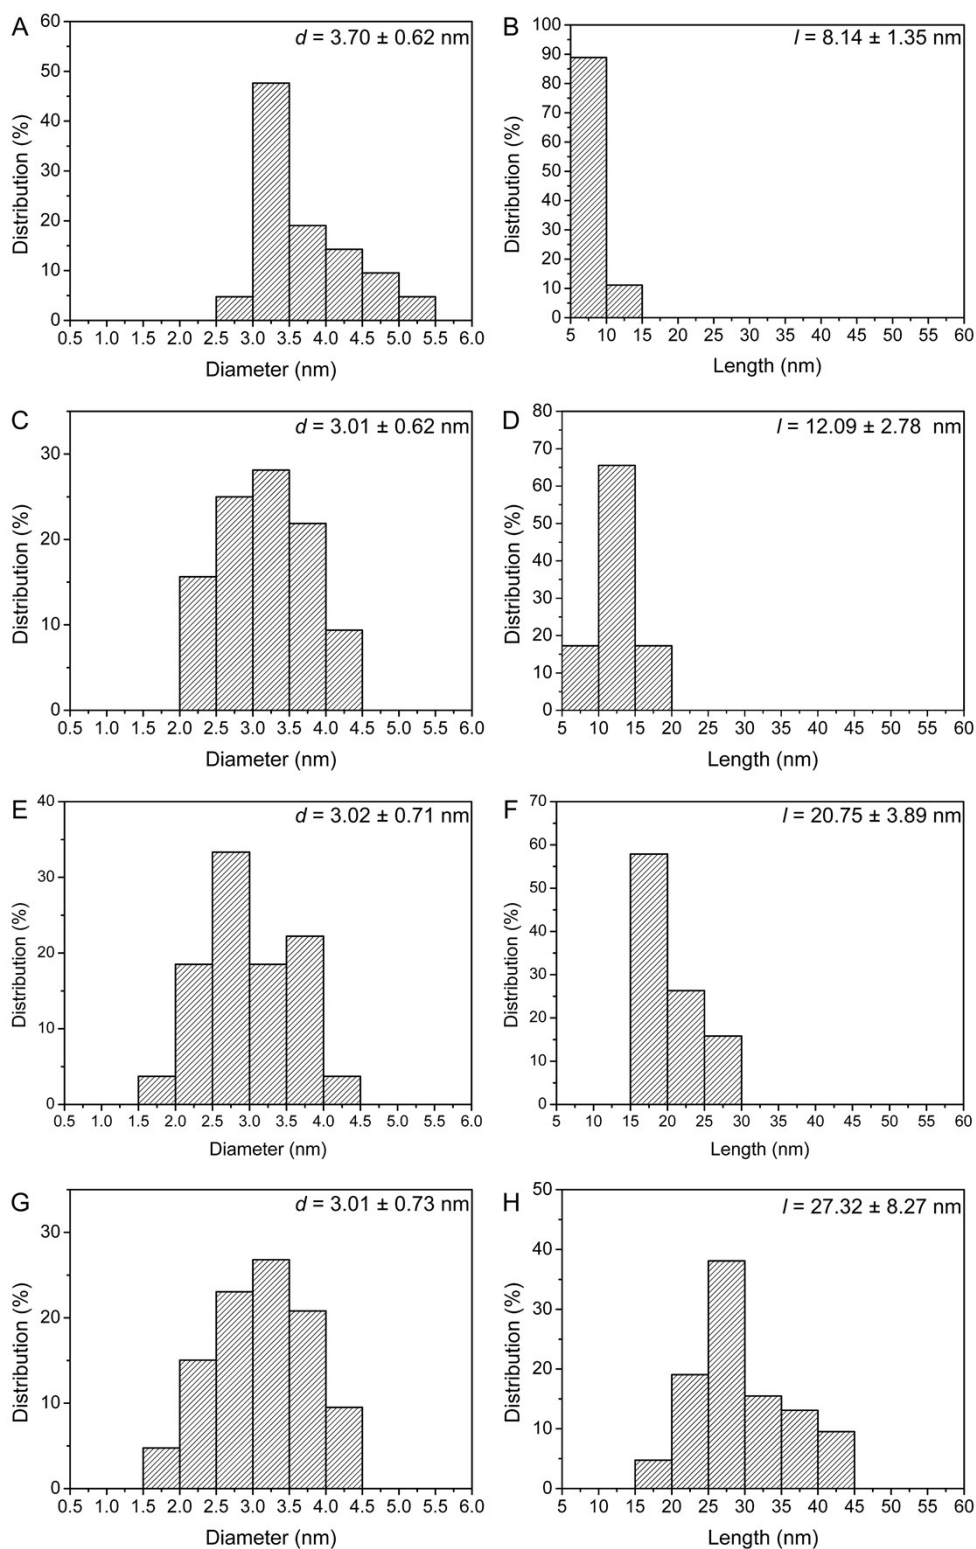 A
d = 3.70 ± 0.62 nm
Distribution (%)
60
50
40
30
20
10
0
0.5 1.0 1.5 2.0 2.5 3.0 3.5 4.0 4.5 5.0 5.5 6.0
Diameter (nm)
B
l = 8.14 ± 1.35 nm
Distribution (%)
100
90
80
70
60
50
40
30
20
10
0
5 10 15 20 25 30 35 40 45 50 55 60
Length (nm)
C
d = 3.01 ± 0.62 nm
Distribution (%)
30
20
10
0
0.5 1.0 1.5 2.0 2.5 3.0 3.5 4.0 4.5 5.0 5.5 6.0
Diameter (nm)
D
l = 12.09 ± 2.78 nm
Distribution (%)
80
70
60
50
40
30
20
10
0
5 10 15 20 25 30 35 40 45 50 55 60
Length (nm)
E
d = 3.02 ± 0.71 nm
Distribution (%)
40
30
20
10
0
0.5 1.0 1.5 2.0 2.5 3.0 3.5 4.0 4.5 5.0 5.5 6.0
Diameter (nm)
F
l = 20.75 ± 3.89 nm
Distribution (%)
70
60
50
40
30
20
10
0
5 10 15 20 25 30 35 40 45 50 55 60
Length (nm)
G
d = 3.01 ± 0.73 nm
Distribution (%)
30
20
10
0
0.5 1.0 1.5 2.0 2.5 3.0 3.5 4.0 4.5 5.0 5.5 6.0
Diameter (nm)
H
l = 27.32 ± 8.27 nm
Distribution (%)
50
40
30
20
10
0
5 10 15 20 25 30 35 40 45 50 55 60
Length (nm)